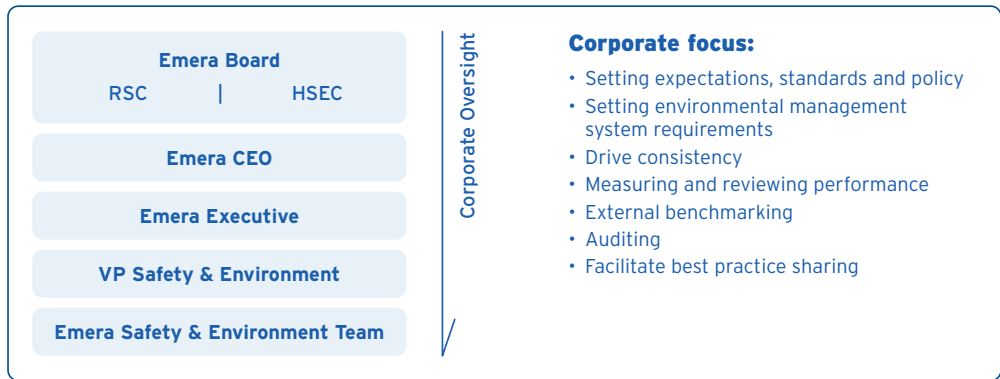 Emera Board
RSC | HSEC
Emera CEO
Emera Executive
VP Safety & Environment
Emera Safety & Environment Team
Corporate Oversight
Corporate focus:
• Setting expectations, standards and policy
• Setting environmental management
system requirements
• Drive consistency
• Measuring and reviewing performance
• External benchmarking
• Auditing
• Facilitate best practice sharing